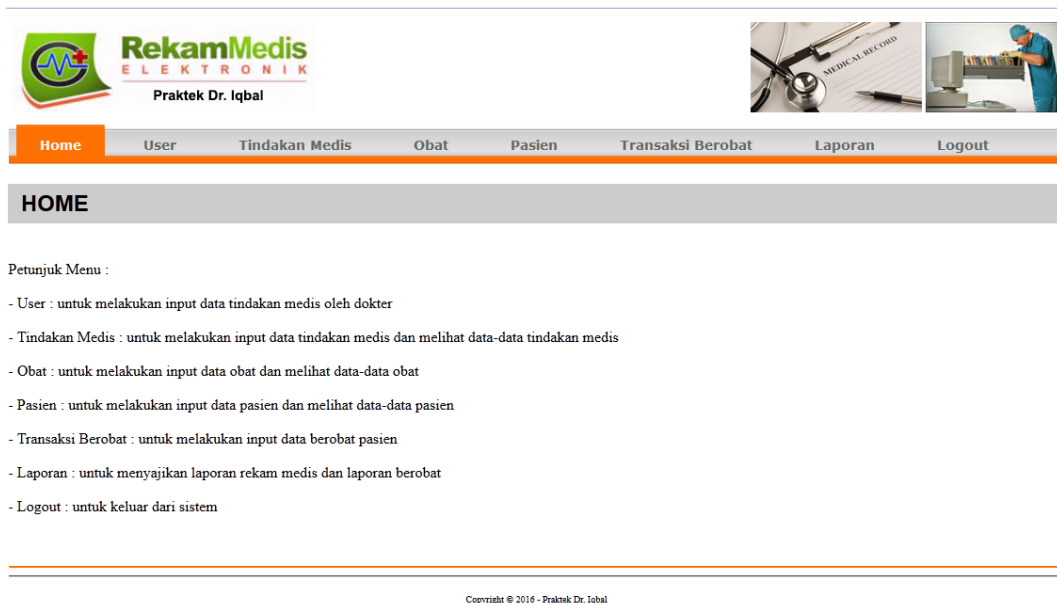 RekamMedis
ELEKTRONIK
Praktek Dr. Iqbal
MEDICAL RECORD
Home User Tindakan Medis Obat Pasien Transaksi Berobat Laporan Logout
HOME
Petunjuk Menu :
- User : untuk melakukan input data tindakan medis oleh dokter
- Tindakan Medis : untuk melakukan input data tindakan medis dan melihat data-data tindakan medis
- Obat : untuk melakukan input data obat dan melihat data-data obat
- Pasien : untuk melakukan input data pasien dan melihat data-data pasien
- Transaksi Berobat : untuk melakukan input data berobat pasien
- Laporan : untuk menyajikan laporan rekam medis dan laporan berobat
- Logout : untuk keluar dari sistem
Copyright © 2016 - Praktek Dr. Iqbal